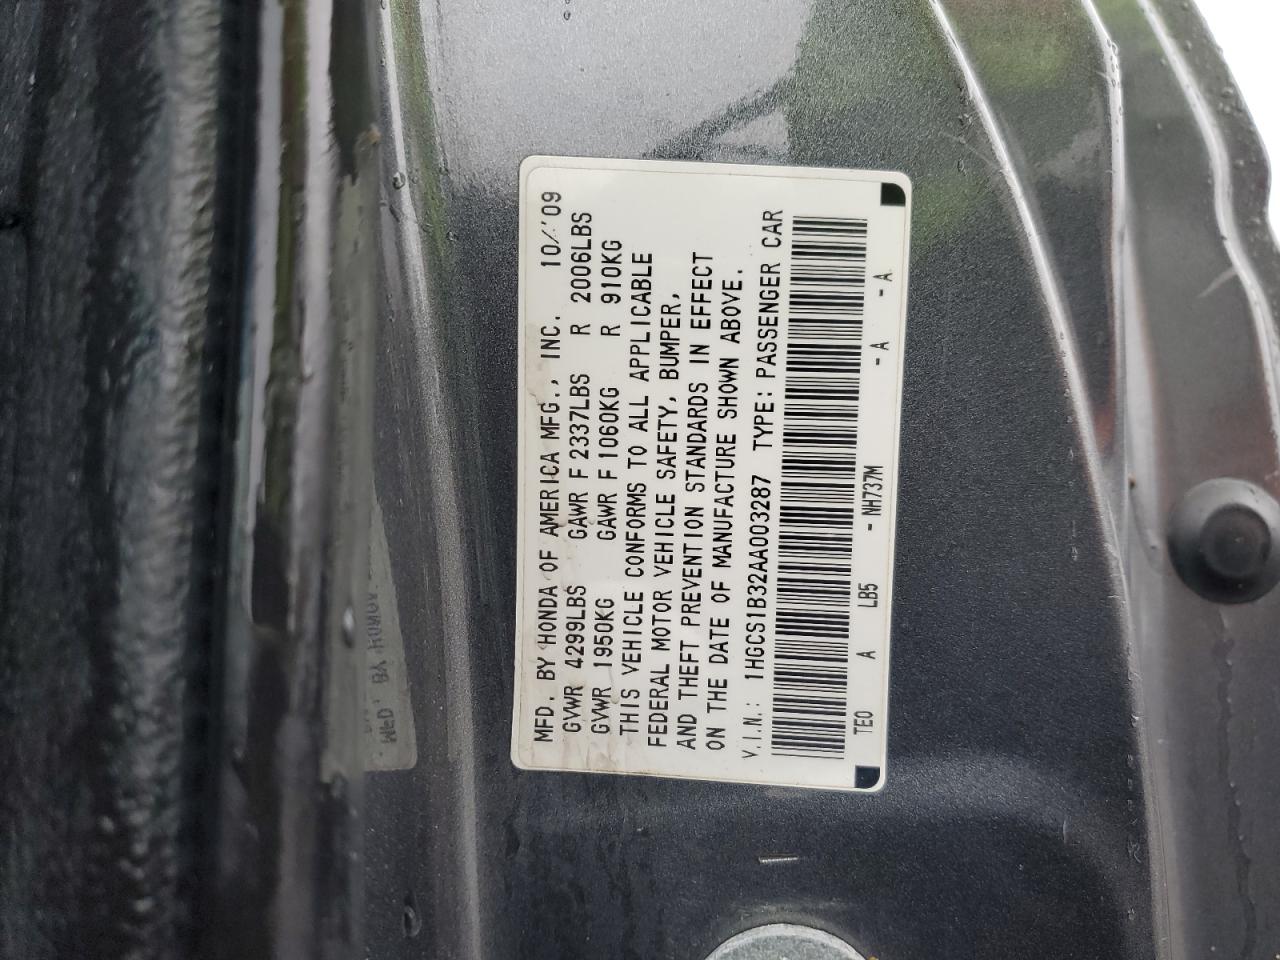 MFD. BY HONDA OF AMERICA MFG., INC. 10/'09
GVWR 4299LBS GAWR F 2337LBS R 2006LBS
GVWR 1950KG GAWR F 1060KG R 910KG
THIS VEHICLE CONFORMS TO ALL APPLICABLE
FEDERAL MOTOR VEHICLE SAFETY, BUMPER,
AND THEFT PREVENTION STANDARDS IN EFFECT
ON THE DATE OF MANUFACTURE SHOWN ABOVE.
V.I.N.: 1HGCS1B32AA003287 TYPE: PASSENGER CAR
TE0 A LB5 - NH737M - A - A